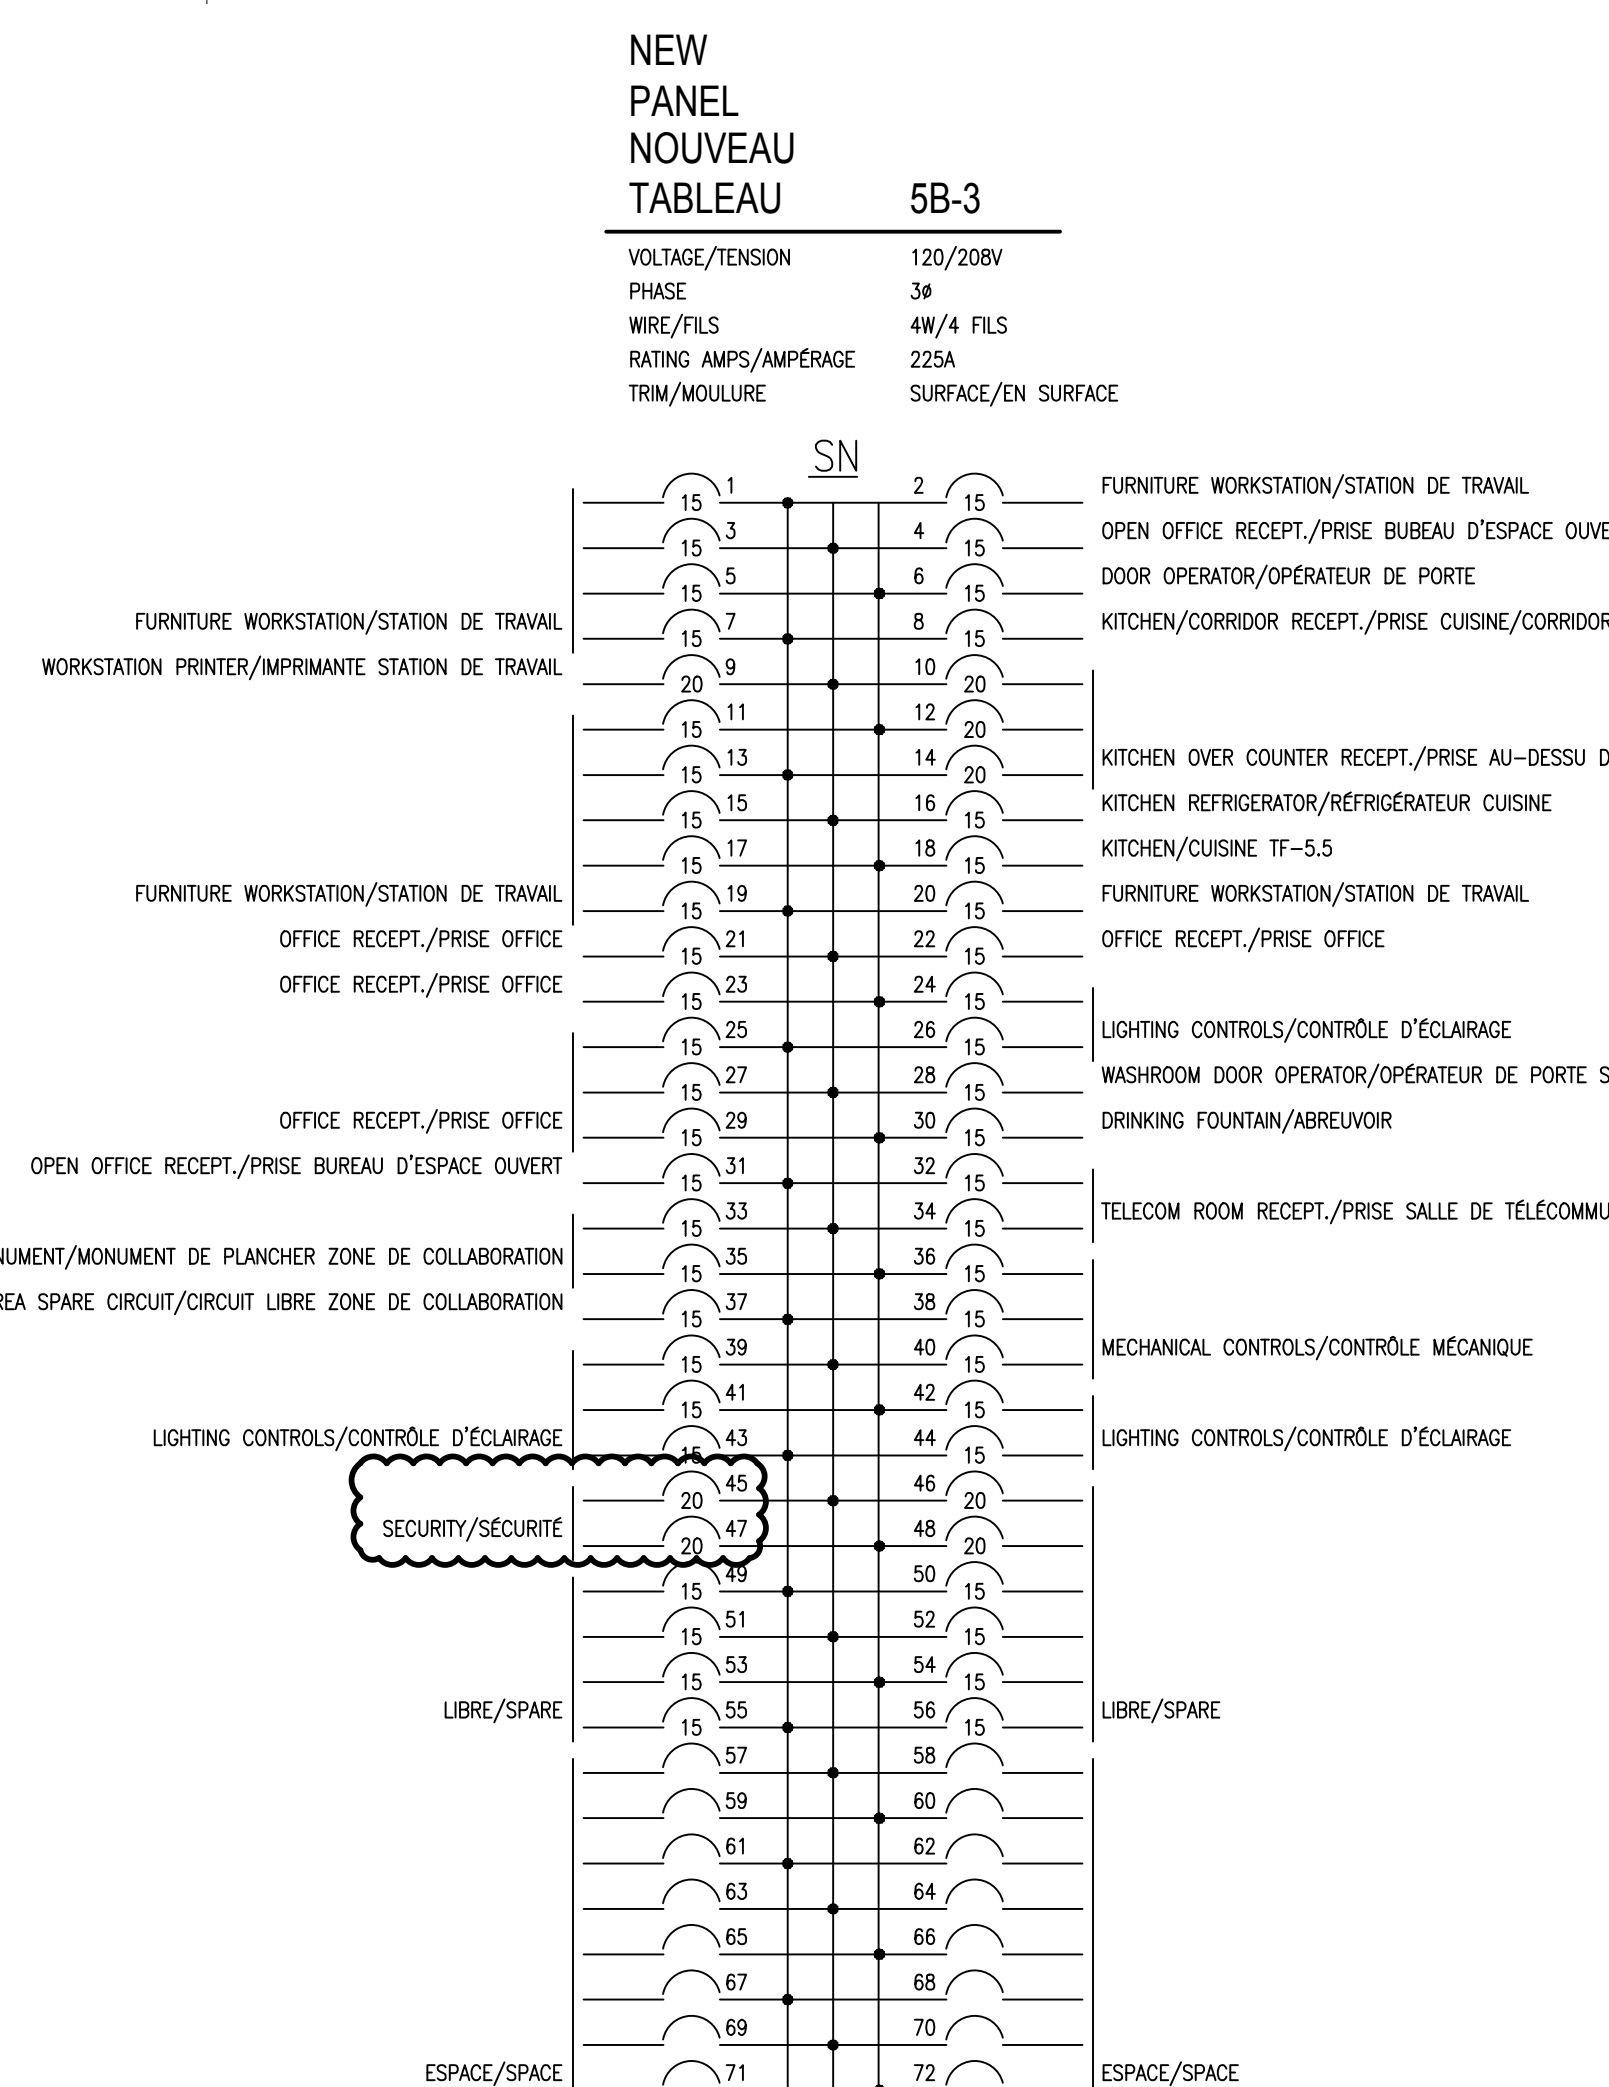 NEW
PANEL
NOUVEAU
TABLEAU 5B-3
VOLTAGE/TENSION 120/208V
PHASE 3ø
WIRE/FILS 4W/4 FILS
RATING AMPS/AMPÉRAGE 225A
TRIM/MOULURE SURFACE/EN SURFACE
SN
15 1 2 15 FURNITURE WORKSTATION/STATION DE TRAVAIL
15 3 4 15 OPEN OFFICE RECEPT./PRISE BUBEAU D'ESPACE OUVE
15 5 6 15 DOOR OPERATOR/OPÉRATEUR DE PORTE
FURNITURE WORKSTATION/STATION DE TRAVAIL 15 7 8 15 KITCHEN/CORRIDOR RECEPT./PRISE CUISINE/CORRIDOR
WORKSTATION PRINTER/IMPRIMANTE STATION DE TRAVAIL 20 9 10 20
15 11 12 20
15 13 14 20 KITCHEN OVER COUNTER RECEPT./PRISE AU-DESSU D
15 15 16 15 KITCHEN REFRIGERATOR/RÉFRIGÉRATEUR CUISINE
15 17 18 15 KITCHEN/CUISINE TF-5.5
FURNITURE WORKSTATION/STATION DE TRAVAIL 15 19 20 15 FURNITURE WORKSTATION/STATION DE TRAVAIL
OFFICE RECEPT./PRISE OFFICE 15 21 22 15 OFFICE RECEPT./PRISE OFFICE
OFFICE RECEPT./PRISE OFFICE 15 23 24 15
15 25 26 15 LIGHTING CONTROLS/CONTRÔLE D'ÉCLAIRAGE
15 27 28 15 WASHROOM DOOR OPERATOR/OPÉRATEUR DE PORTE S
OFFICE RECEPT./PRISE OFFICE 15 29 30 15 DRINKING FOUNTAIN/ABREUVOIR
OPEN OFFICE RECEPT./PRISE BUREAU D'ESPACE OUVERT 15 31 32 15
15 33 34 15 TELECOM ROOM RECEPT./PRISE SALLE DE TÉLÉCOMMU
NUMENT/MONUMENT DE PLANCHER ZONE DE COLLABORATION 15 35 36 15
REA SPARE CIRCUIT/CIRCUIT LIBRE ZONE DE COLLABORATION 15 37 38 15
15 39 40 15 MECHANICAL CONTROLS/CONTRÔLE MÉCANIQUE
15 41 42 15
LIGHTING CONTROLS/CONTRÔLE D'ÉCLAIRAGE 15 43 44 15 LIGHTING CONTROLS/CONTRÔLE D'ÉCLAIRAGE
20 45 46 20
SECURITY/SÉCURITÉ 20 47 48 20
15 49 50 15
15 51 52 15
15 53 54 15
LIBRE/SPARE 15 55 56 15 LIBRE/SPARE
57 58
59 60
61 62
63 64
65 66
67 68
69 70
ESPACE/SPACE 71 72 ESPACE/SPACE